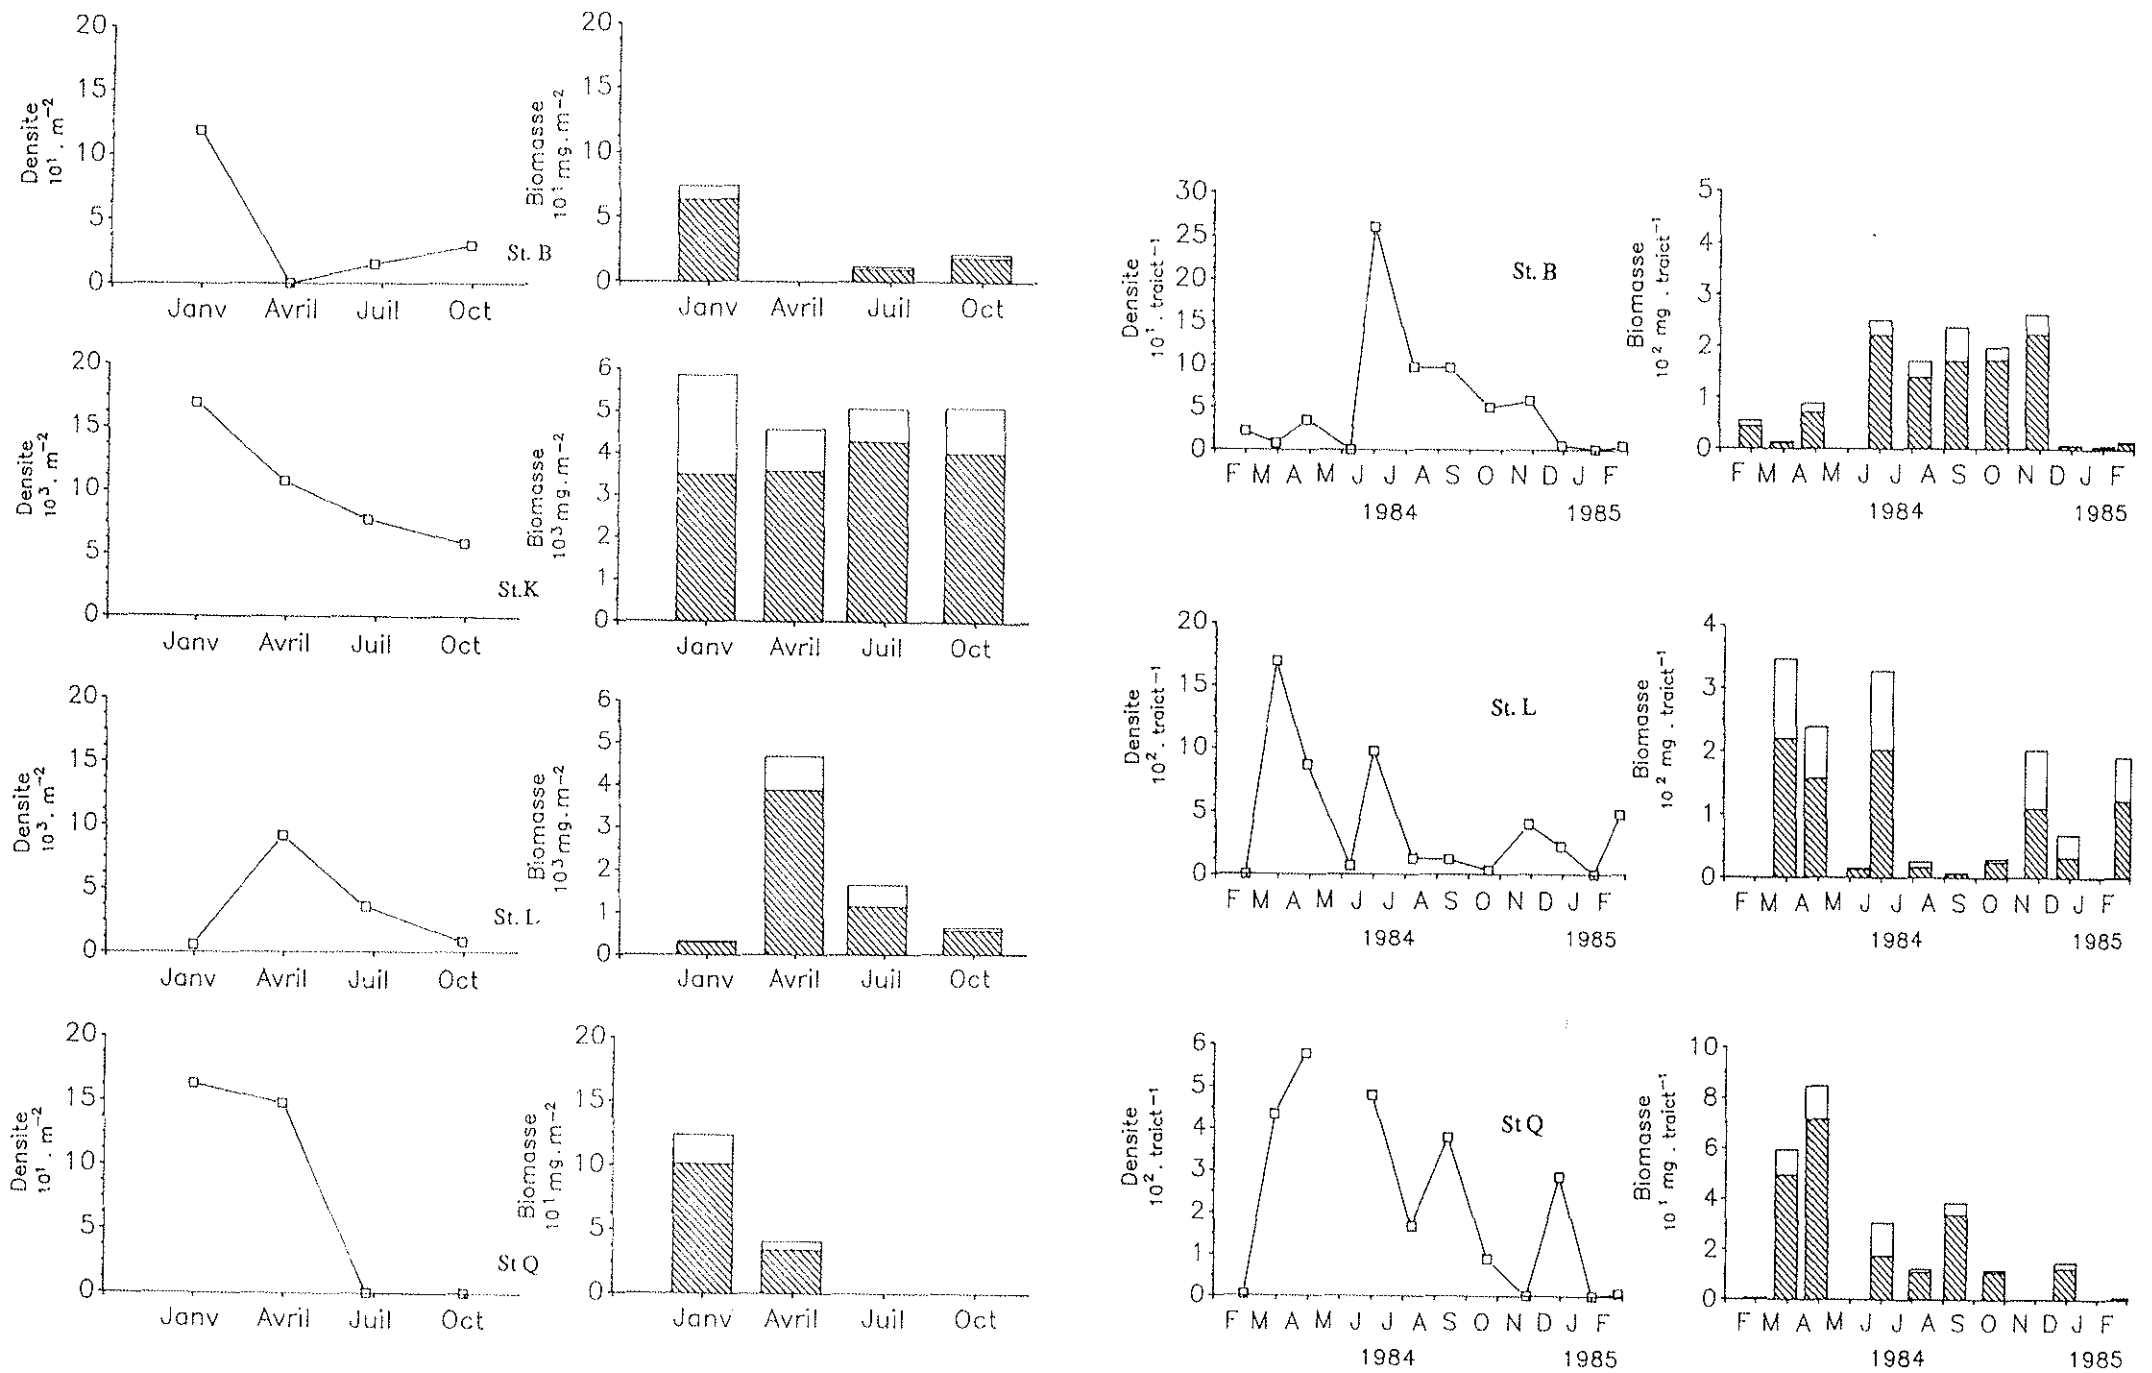 20
15
10
5
0
Densite
10¹. m⁻²
Janv Avril Juil Oct
St. B
20
15
10
5
0
Biomasse
10¹ mg. m⁻²
Janv Avril Juil Oct
30
25
20
15
10
5
0
Densite
10¹. traict⁻¹
St. B
F M A M J J A S O N D J F
1984 1985
5
4
3
2
1
0
Biomasse
10² mg . traict⁻¹
F M A M J J A S O N D J F
1984 1985
20
15
10
5
0
Densite
10³. m⁻²
Janv Avril Juil Oct
St.K
6
5
4
3
2
1
0
Biomasse
10³ mg. m⁻²
Janv Avril Juil Oct
20
15
10
5
0
Densite
10³. m⁻²
Janv Avril Juil Oct
St. L
6
5
4
3
2
1
0
Biomasse
10³ mg. m⁻²
Janv Avril Juil Oct
20
15
10
5
0
Densite
10². traict⁻¹
St. L
F M A M J J A S O N D J F
1984 1985
4
3
2
1
0
Biomasse
10² mg . traict⁻¹
F M A M J J A S O N D J F
1984 1985
20
15
10
5
0
Densite
10¹. m⁻²
Janv Avril Juil Oct
St Q
20
15
10
5
0
Biomasse
10¹ mg. m⁻²
Janv Avril Juil Oct
6
5
4
3
2
1
0
Densite
10². traict⁻¹
St Q
F M A M J J A S O N D J F
1984 1985
10
8
6
4
2
0
Biomasse
10¹ mg . traict⁻¹
F M A M J J A S O N D J F
1984 1985